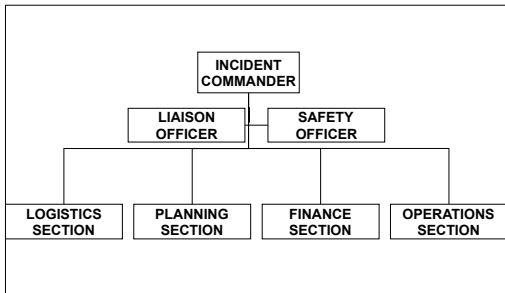 INCIDENT
COMMANDER
LIAISON
OFFICER
SAFETY
OFFICER
LOGISTICS
SECTION
PLANNING
SECTION
FINANCE
SECTION
OPERATIONS
SECTION